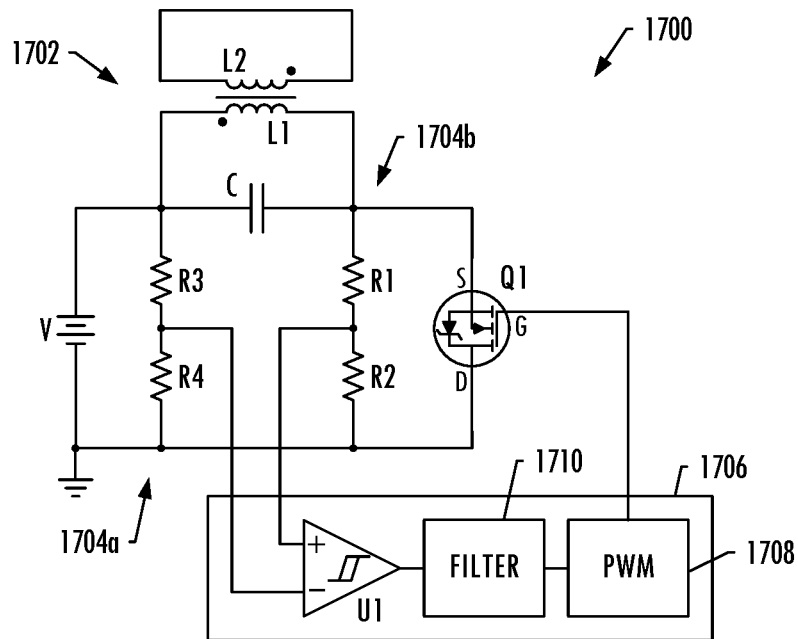 1702
L2
1700
L1
1704b
C
R3
R1
S
Q1
V
G
R4
R2
D
1710
1706
1704a
+
−
U1
FILTER
PWM
1708